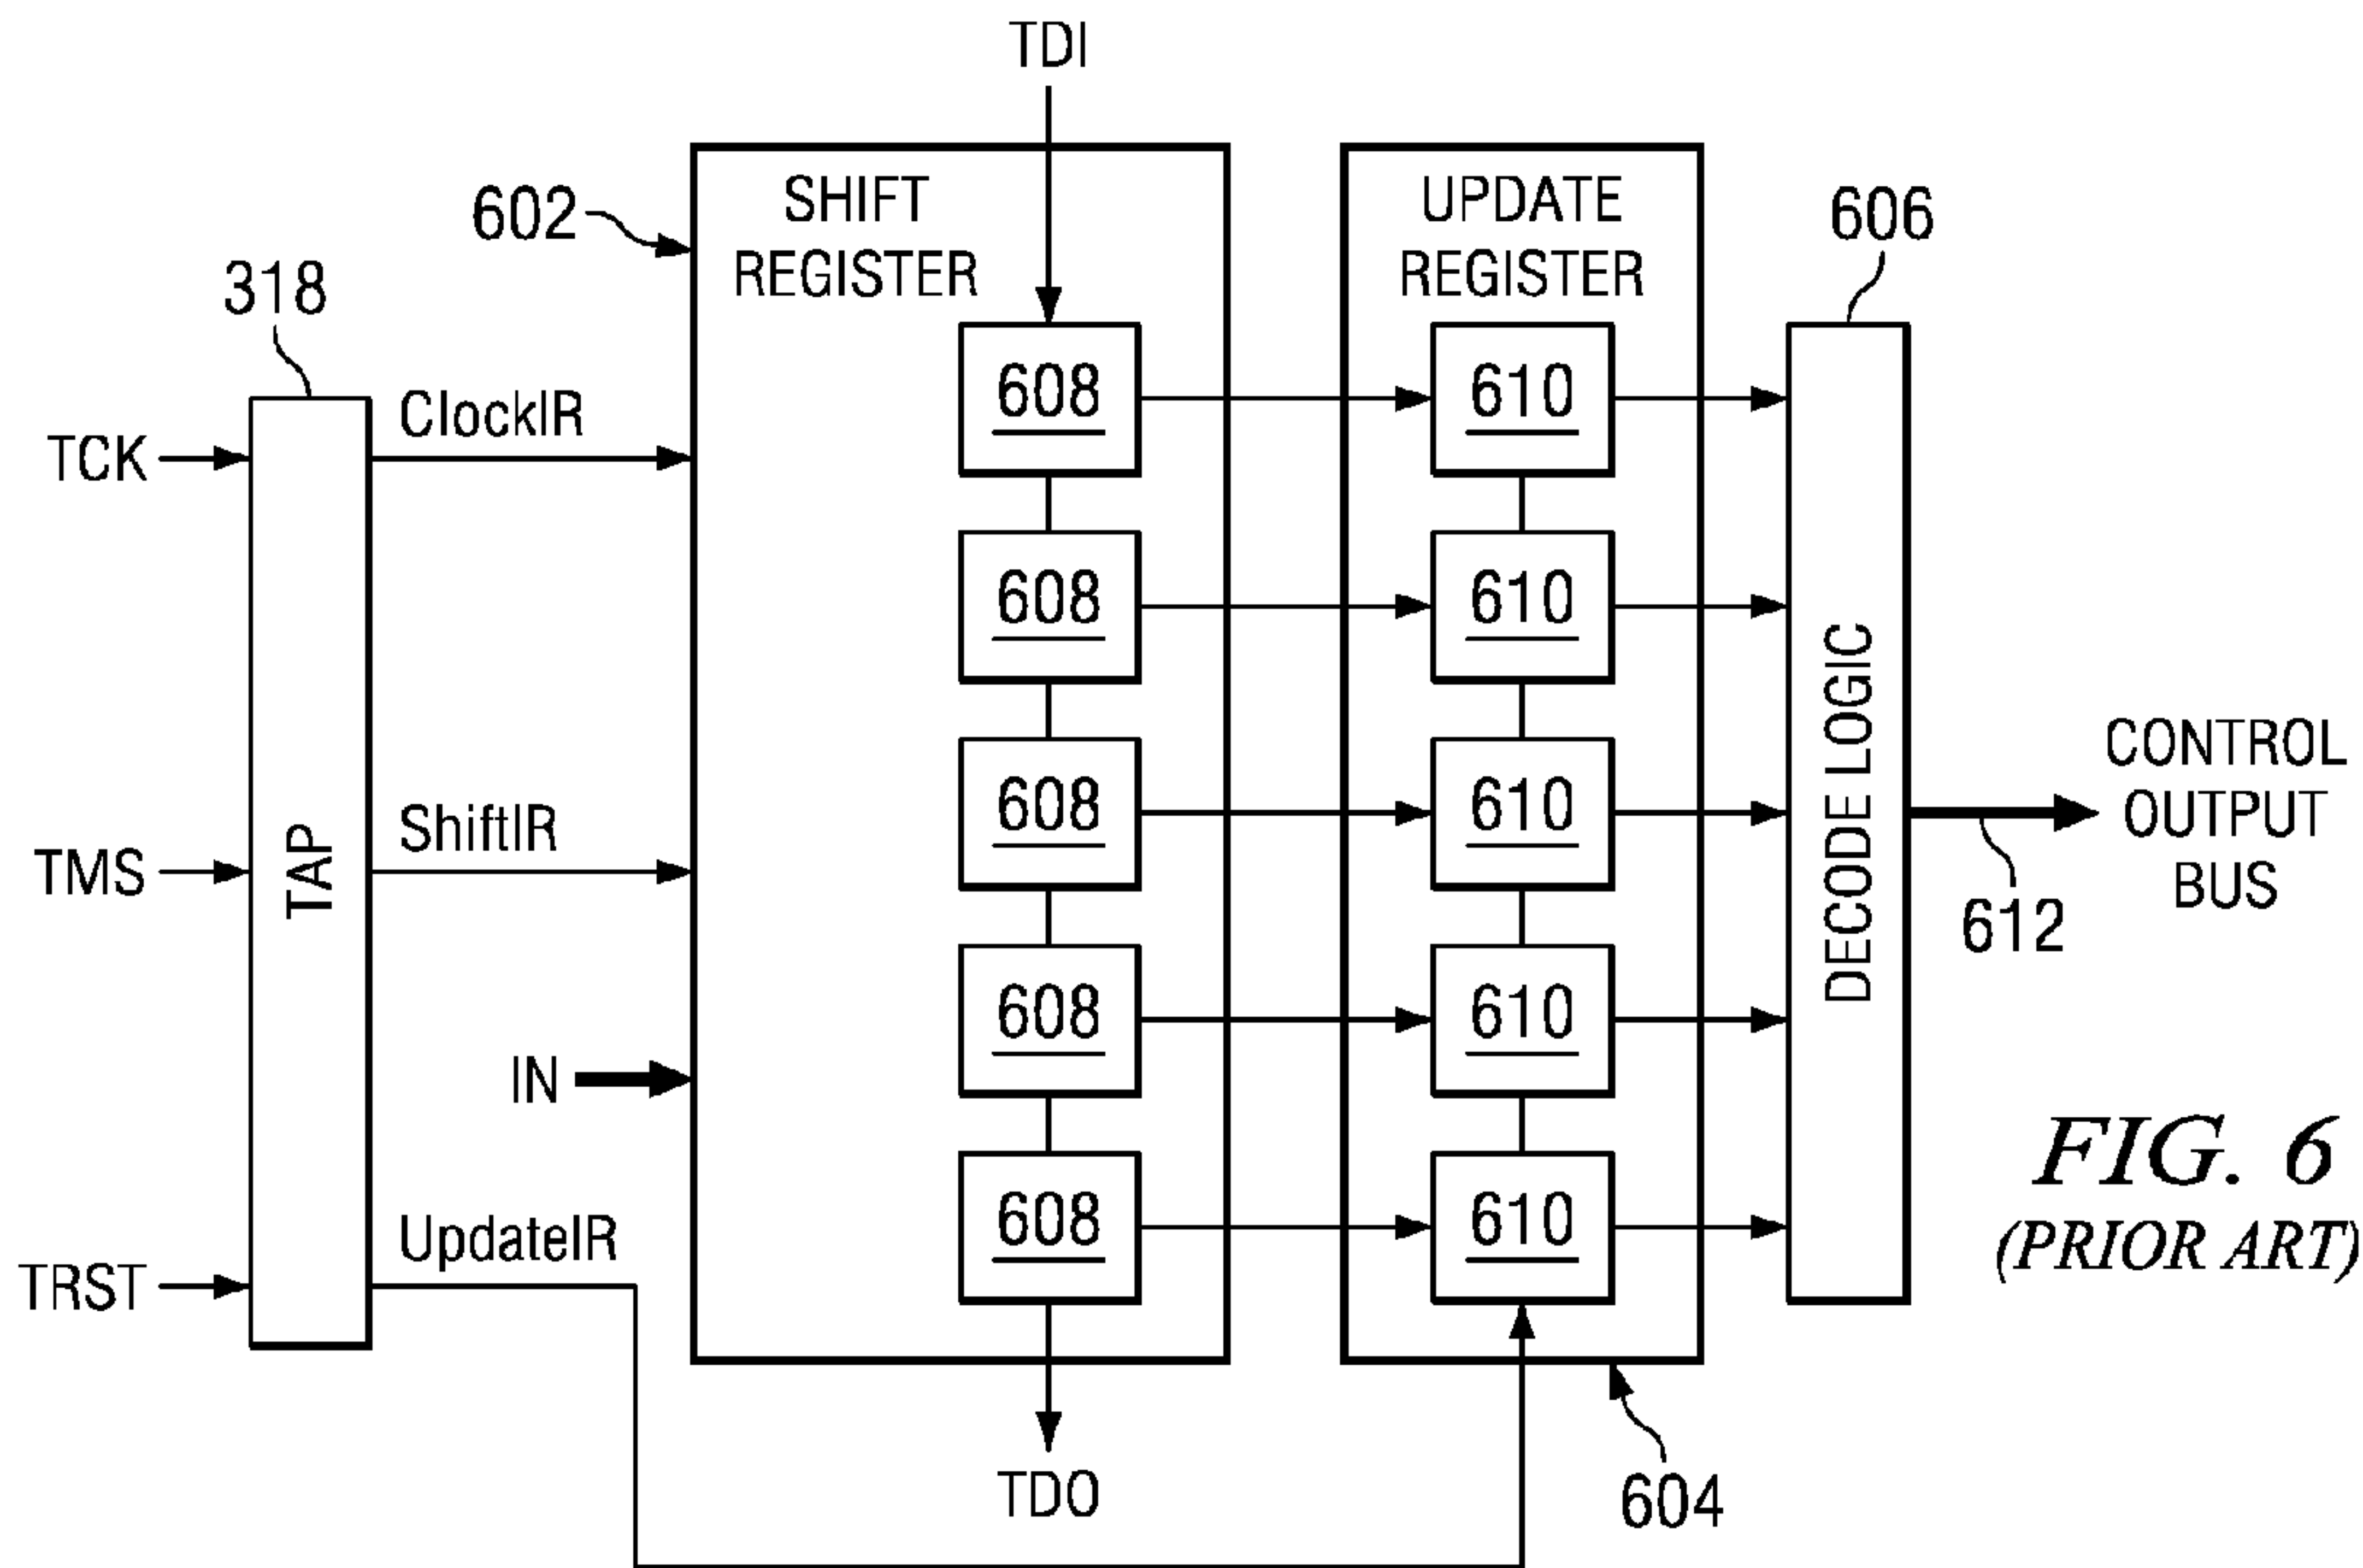 TDI
SHIFT
REGISTER
UPDATE
REGISTER
602
606
318
608
610
ClockIR
TCK
608
610
608
610
DECODE LOGIC
CONTROL
OUTPUT
BUS
612
TAP
ShiftIR
TMS
608
610
IN
608
610
UpdateIR
TRST
TDO
604
FIG. 6
(PRIOR ART)